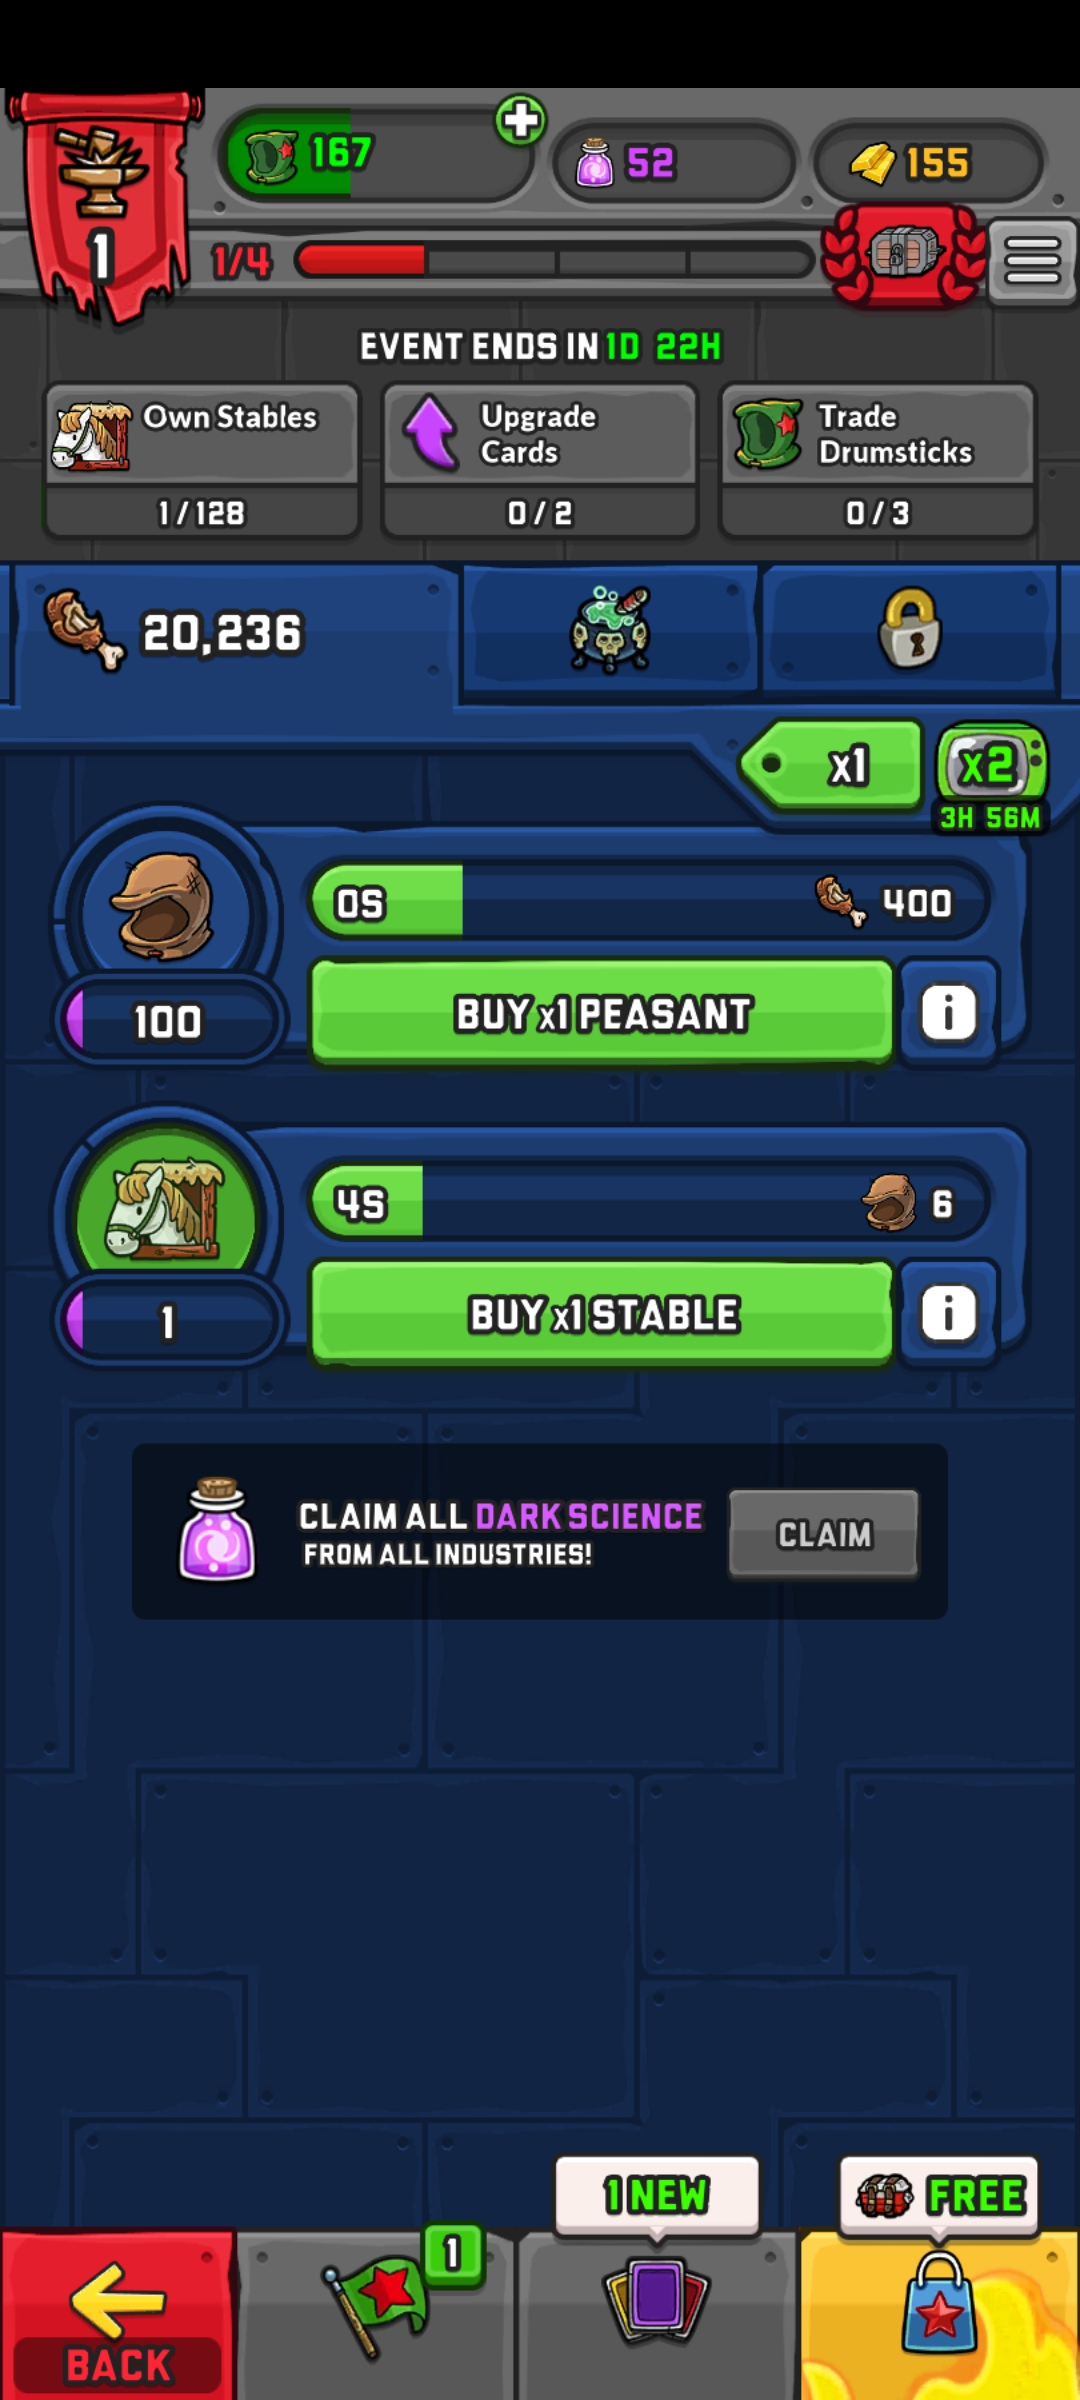 167
52
155
1
1/4
EVENT ENDS IN 1D 22H
Own Stables
1/128
Upgrade
Cards
0/2
Trade
Drumsticks
0/3
20,236
x1
x2
3H 56M
0S
400
100
BUY x1 PEASANT
i
4S
6
1
BUY x1 STABLE
i
CLAIM ALL DARK SCIENCE
FROM ALL INDUSTRIES!
CLAIM
1 NEW
FREE
1
BACK